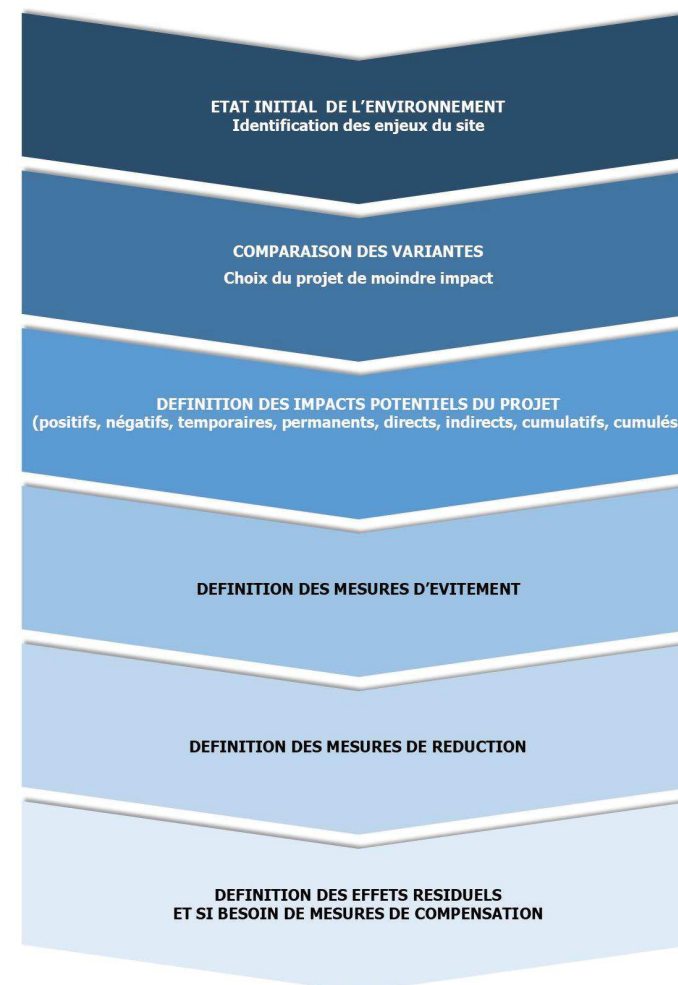 ETAT INITIAL DE L'ENVIRONNEMENT
Identification des enjeux du site
COMPARAISON DES VARIANTES
Choix du projet de moindre impact
DEFINITION DES IMPACTS POTENTIELS DU PROJET
(positifs, négatifs, temporaires, permanents, directs, indirects, cumulatifs, cumulés
DEFINITION DES MESURES D'EVITEMENT
DEFINITION DES MESURES DE REDUCTION
DEFINITION DES EFFETS RESIDUELS
ET SI BESOIN DE MESURES DE COMPENSATION